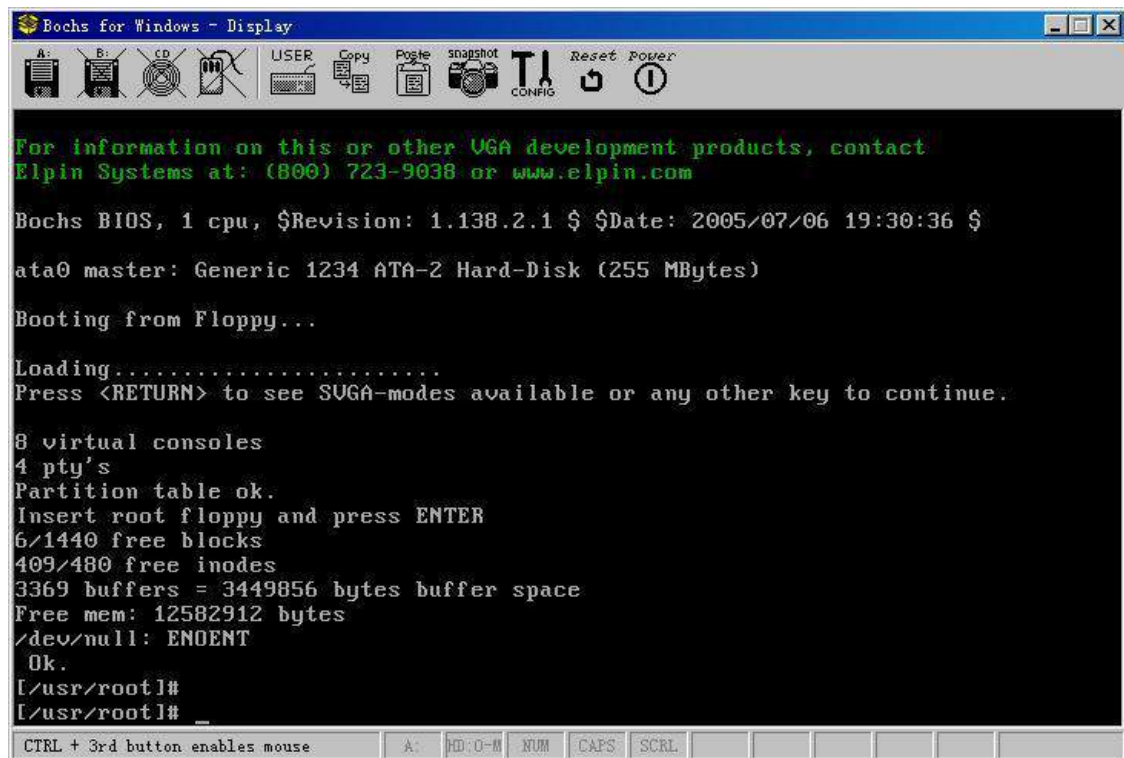 Bochs for Windows - Display
A: B: CD USER Copy Paste snapshot CONFIG Reset Power
For information on this or other VGA development products, contact
Elpin Systems at: (800) 723-9038 or www.elpin.com
Bochs BIOS, 1 cpu, $Revision: 1.138.2.1 $ $Date: 2005/07/06 19:30:36 $
ata0 master: Generic 1234 ATA-2 Hard-Disk (255 MBytes)
Booting from Floppy...
Loading........................
Press <RETURN> to see SVGA-modes available or any other key to continue.
8 virtual consoles
4 pty's
Partition table ok.
Insert root floppy and press ENTER
6/1440 free blocks
409/480 free inodes
3369 buffers = 3449856 bytes buffer space
Free mem: 12582912 bytes
/dev/null: ENOENT
Ok.
[/usr/root]#
[/usr/root]# _
CTRL + 3rd button enables mouse A: HD:0-M NUM CAPS SCRL